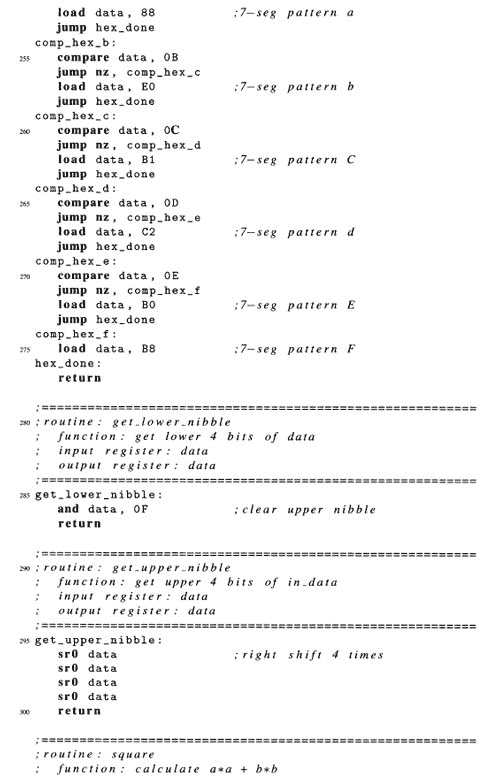 load data, 88 ;7-seg pattern a
jump hex_done
comp_hex_b:
255 compare data, 0B
jump nz, comp_hex_c
load data, E0 ;7-seg pattern b
jump hex_done
comp_hex_c:
260 compare data, 0C
jump nz, comp_hex_d
load data, B1 ;7-seg pattern C
jump hex_done
comp_hex_d:
265 compare data, 0D
jump nz, comp_hex_e
load data, C2 ;7-seg pattern d
jump hex_done
comp_hex_e:
270 compare data, 0E
jump nz, comp_hex_f
load data, B0 ;7-seg pattern E
jump hex_done
comp_hex_f:
275 load data, B8 ;7-seg pattern F
hex_done:
return
;=====================================================
280 ;routine: get_lower_nibble
; function: get lower 4 bits of data
; input register: data
; output register: data
;=====================================================
285 get_lower_nibble:
and data, 0F ;clear upper nibble
return
;=====================================================
290 ;routine: get_upper_nibble
; function: get upper 4 bits of in_data
; input register: data
; output register: data
;=====================================================
295 get_upper_nibble:
sr0 data ;right shift 4 times
sr0 data
sr0 data
sr0 data
300 return
;=====================================================
;routine: square
; function: calculate a*a + b*b